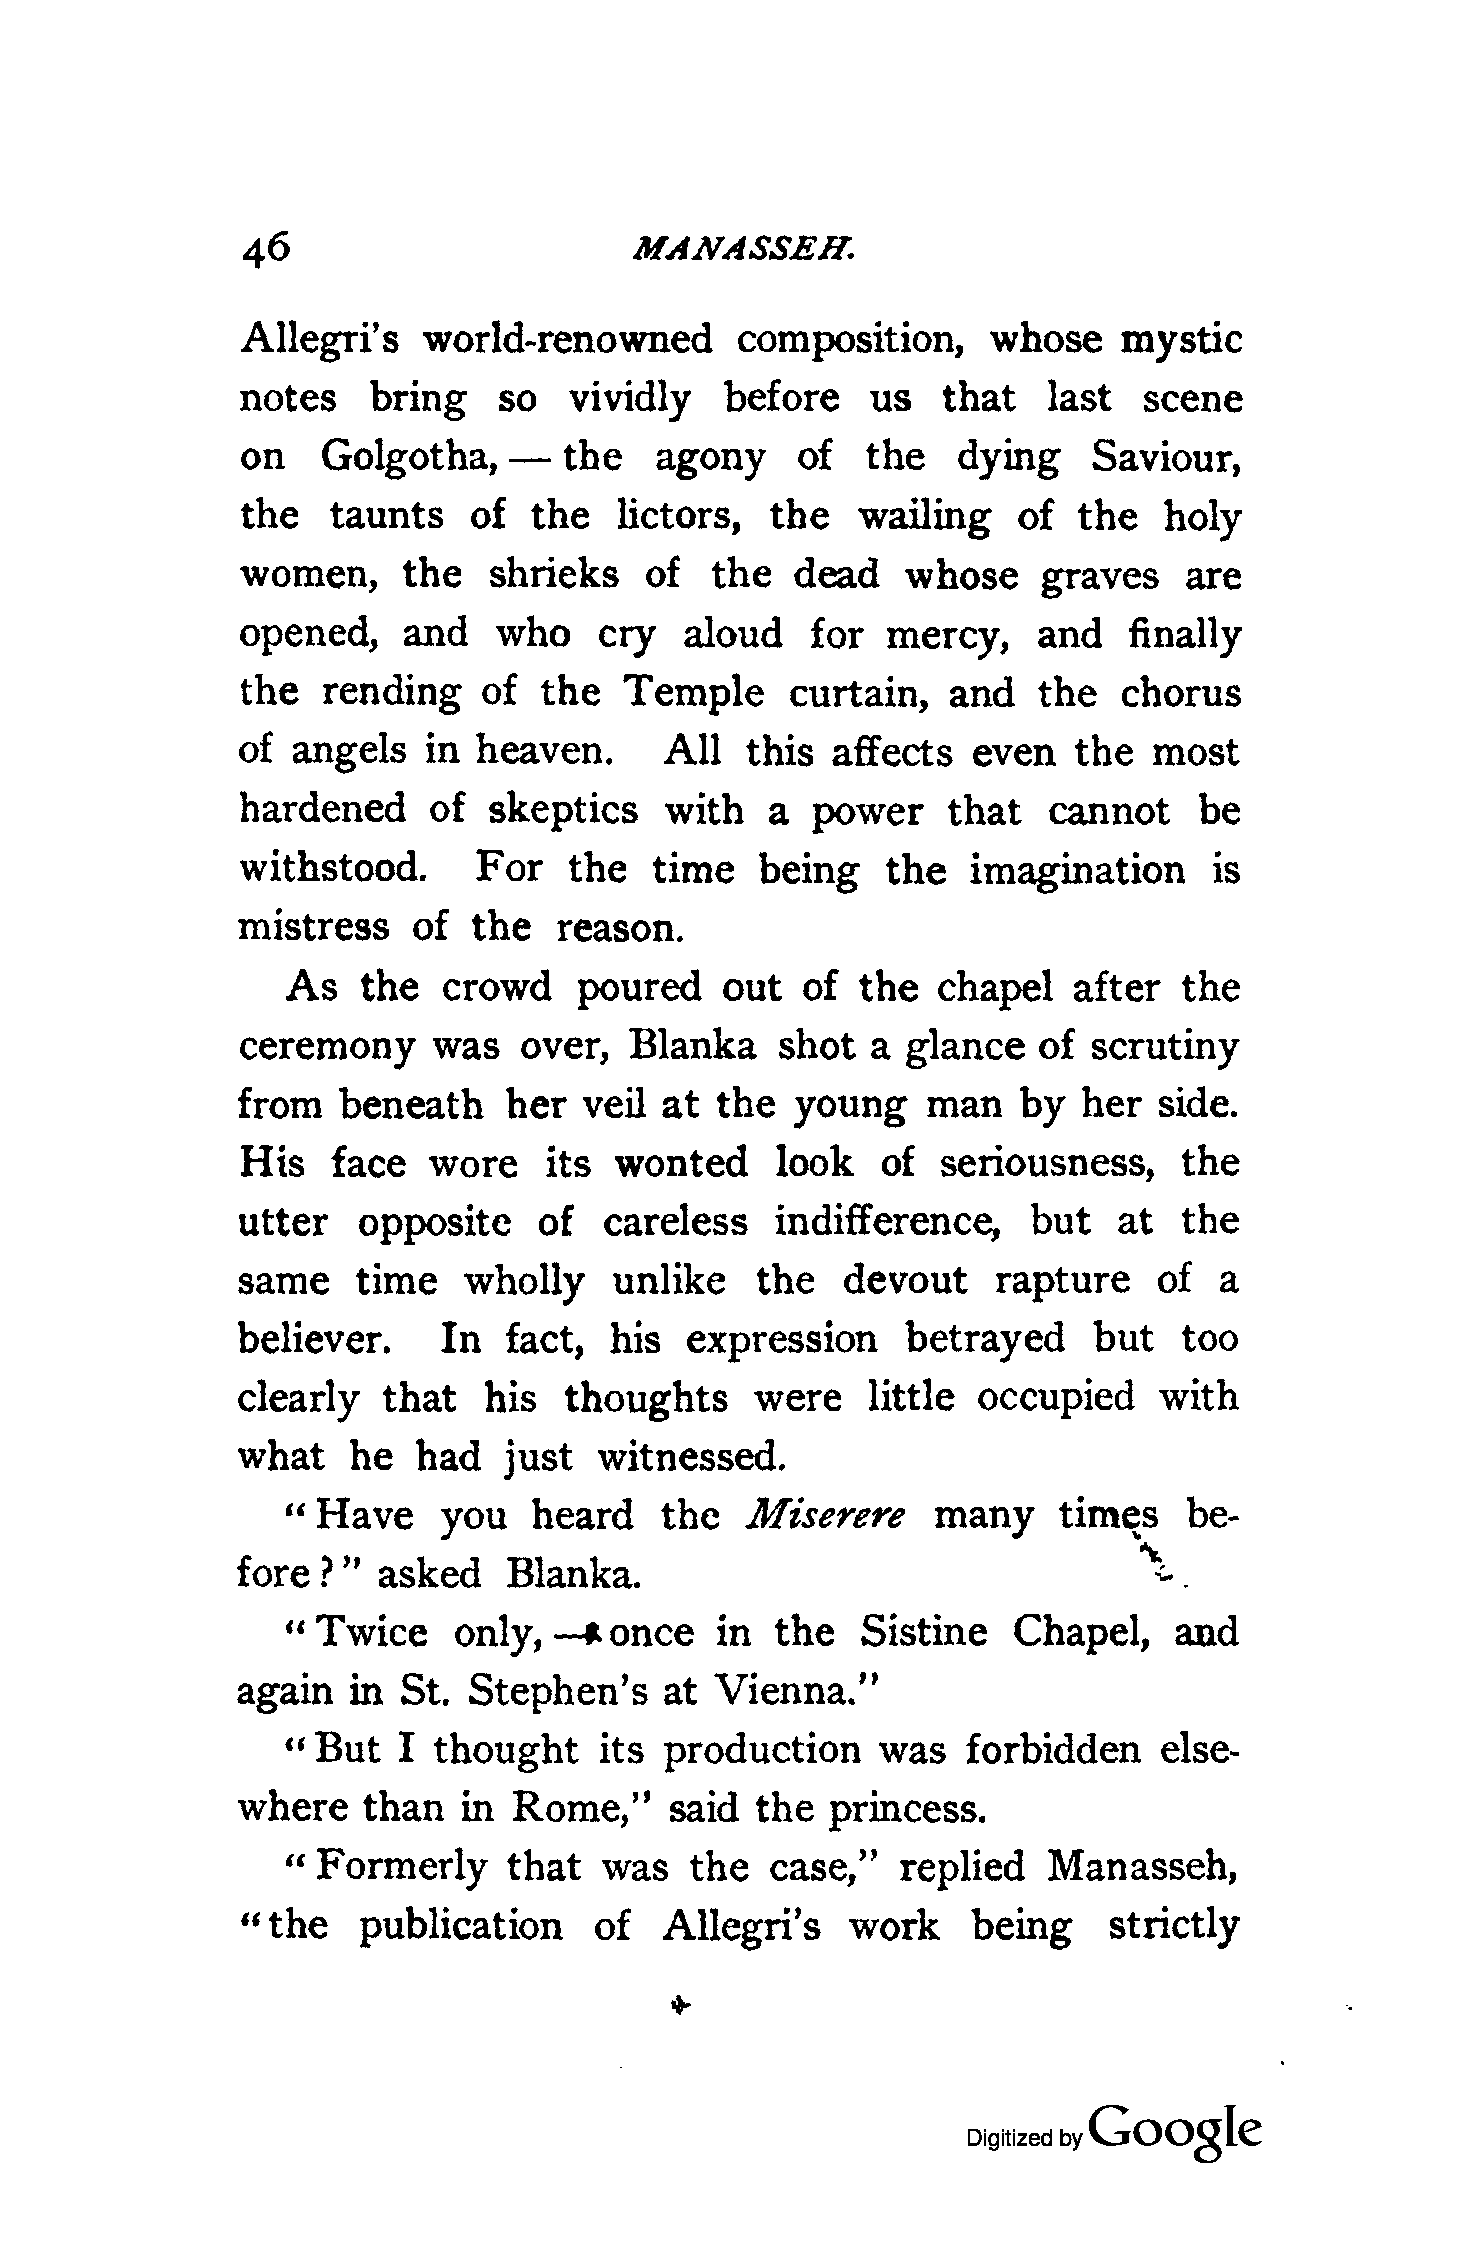 46 MANASSEH.
Allegri's world-renowned composition, whose mystic
notes bring so vividly before us that last scene
on Golgotha, — the agony of the dying Saviour,
the taunts of the lictors, the wailing of the holy
women, the shrieks of the dead whose graves are
opened, and who cry aloud for mercy, and finally
the rending of the Temple curtain, and the chorus
of angels in heaven. All this affects even the most
hardened of skeptics with a power that cannot be
withstood. For the time being the imagination is
mistress of the reason.
As the crowd poured out of the chapel after the
ceremony was over, Blanka shot a glance of scrutiny
from beneath her veil at the young man by her side.
His face wore its wonted look of seriousness, the
utter opposite of careless indifference, but at the
same time wholly unlike the devout rapture of a
believer. In fact, his expression betrayed but too
clearly that his thoughts were little occupied with
what he had just witnessed.
"Have you heard the Miserere many times be-
fore?" asked Blanka.
"Twice only, — once in the Sistine Chapel, and
again in St. Stephen's at Vienna."
"But I thought its production was forbidden else-
where than in Rome," said the princess.
"Formerly that was the case," replied Manasseh,
"the publication of Allegri's work being strictly
Digitized by Google